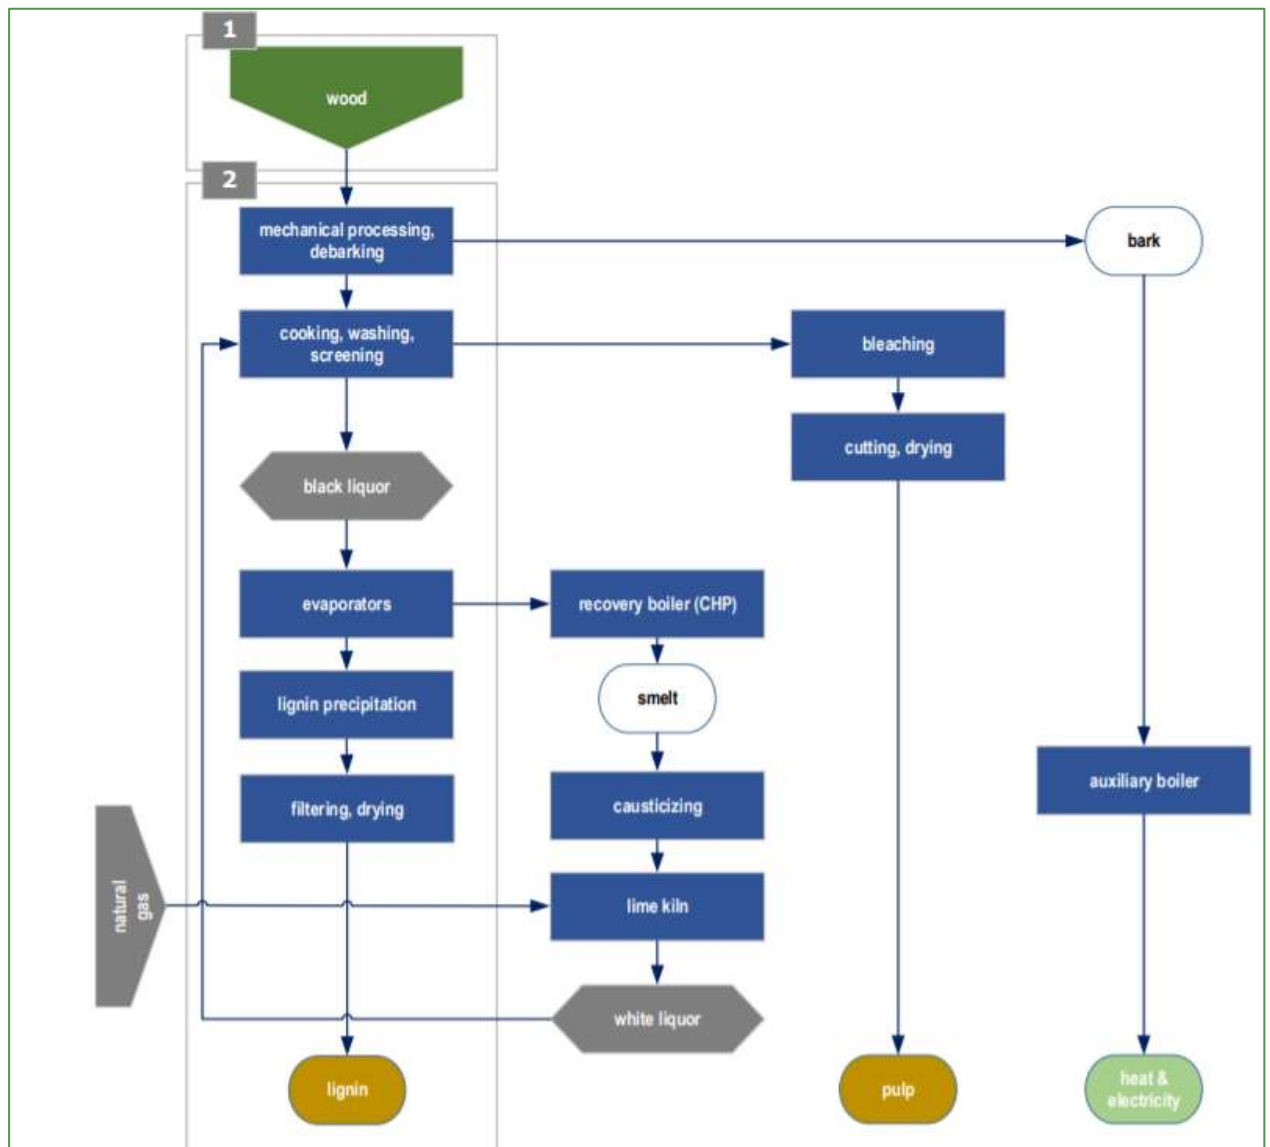 1
wood
2
mechanical processing,
debarking
bark
cooking, washing,
screening
bleaching
cutting, drying
black liquor
evaporators
recovery boiler (CHP)
lignin precipitation
smelt
auxiliary boiler
filtering, drying
causticizing
natural
gas
lime kiln
white liquor
lignin
pulp
heat &
electricity